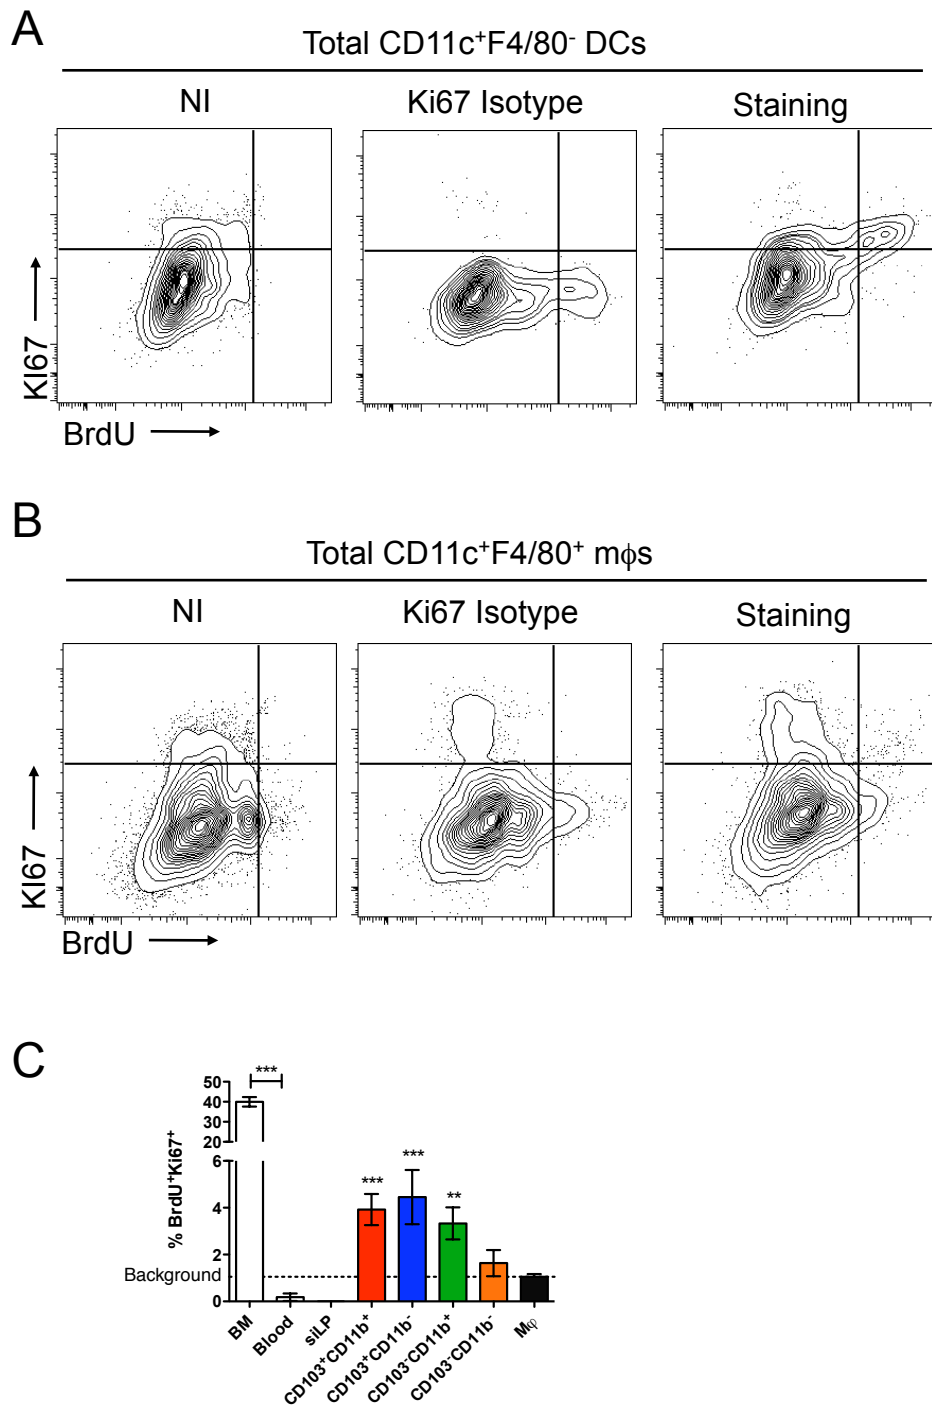 A
Total CD11c⁺F4/80⁻ DCs
NI
Ki67 Isotype
Staining
KI67
BrdU
B
Total CD11c⁺F4/80⁺ mϕs
NI
Ki67 Isotype
Staining
KI67
BrdU
C
% BrdU⁺Ki67⁺
50
40
30
20
6
4
2
0
***
***
***
**
Background
BM
Blood
siLP
CD103⁺CD11b⁺
CD103⁺CD11b⁻
CD103⁻CD11b⁺
CD103⁻CD11b⁻
Mφ